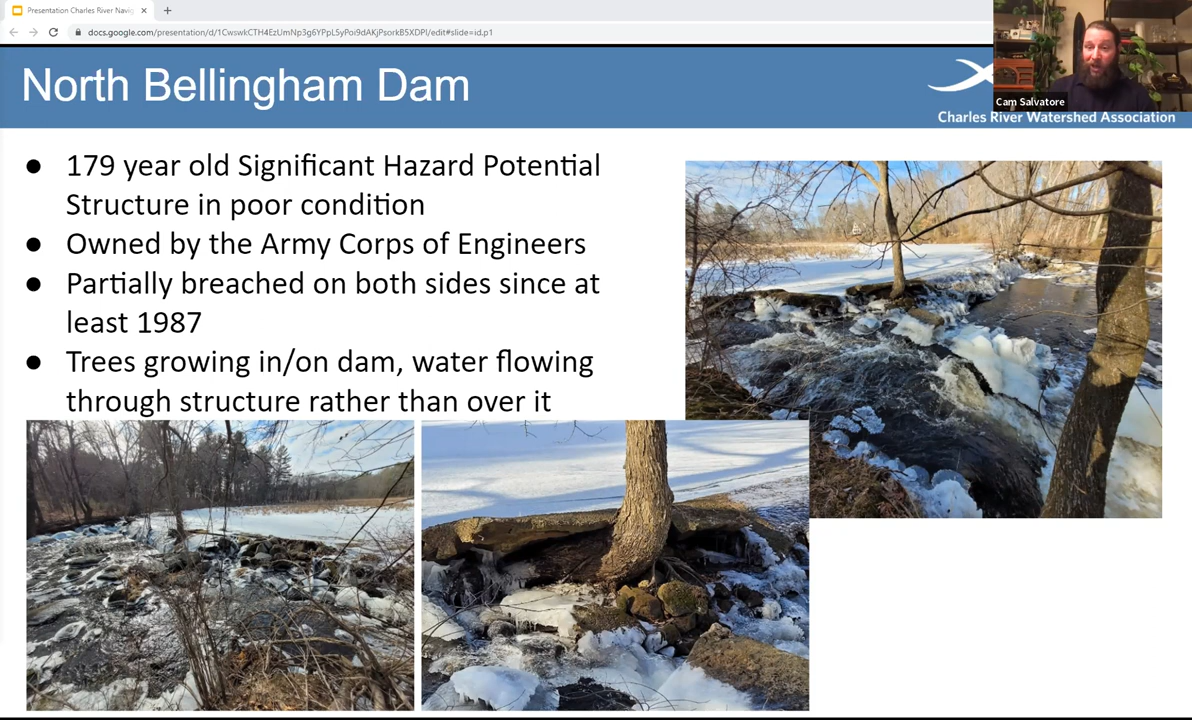 Presentation Charles River Navig
docs.google.com/presentation/d/1CwswkCTH4EzUmNp3g6YPpL5yPoi9dAKjPsorkB5XDPI/edit#slide=id.p1
North Bellingham Dam
Cam Salvatore
Charles River Watershed Association
● 179 year old Significant Hazard Potential
Structure in poor condition
● Owned by the Army Corps of Engineers
● Partially breached on both sides since at
least 1987
● Trees growing in/on dam, water flowing
through structure rather than over it